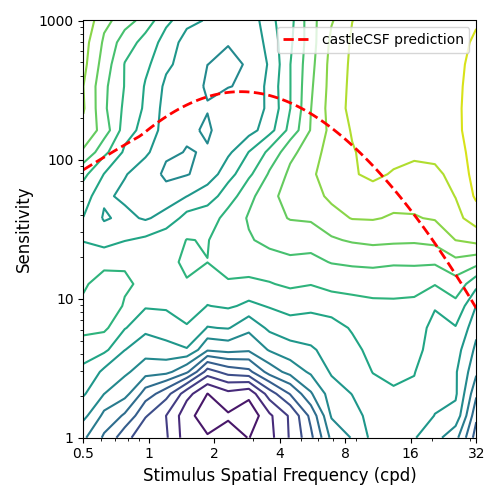 castleCSF prediction
Sensitivity
1000
100
10
1
0.5 1 2 4 8 16 32
Stimulus Spatial Frequency (cpd)